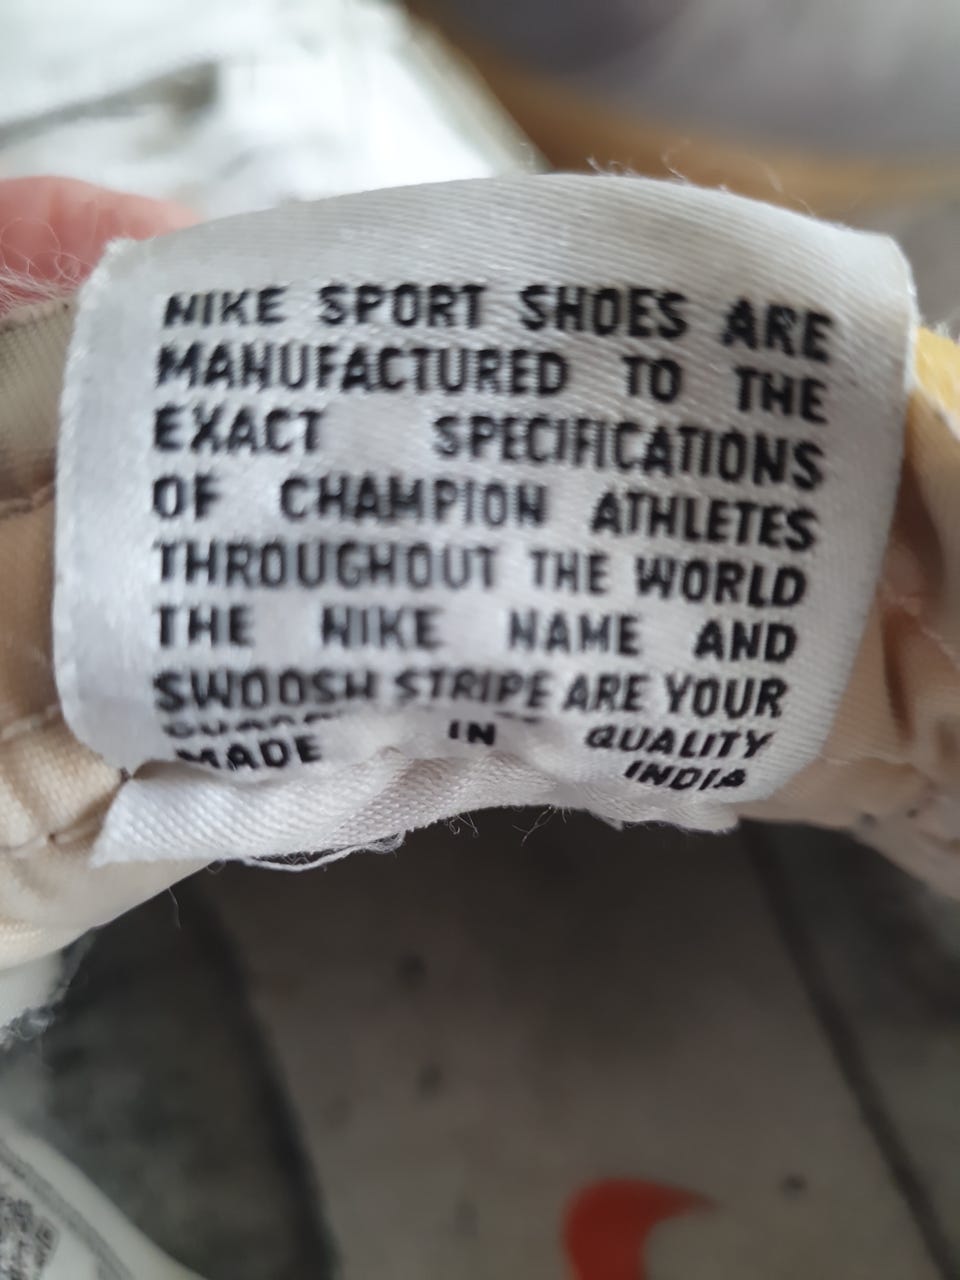 NIKE SPORT SHOES ARE
MANUFACTURED TO THE
EXACT SPECIFICATIONS
OF CHAMPION ATHLETES
THROUGHOUT THE WORLD
THE NIKE NAME AND
SWOOSH STRIPE ARE YOUR
QUALITY
MADE IN INDIA